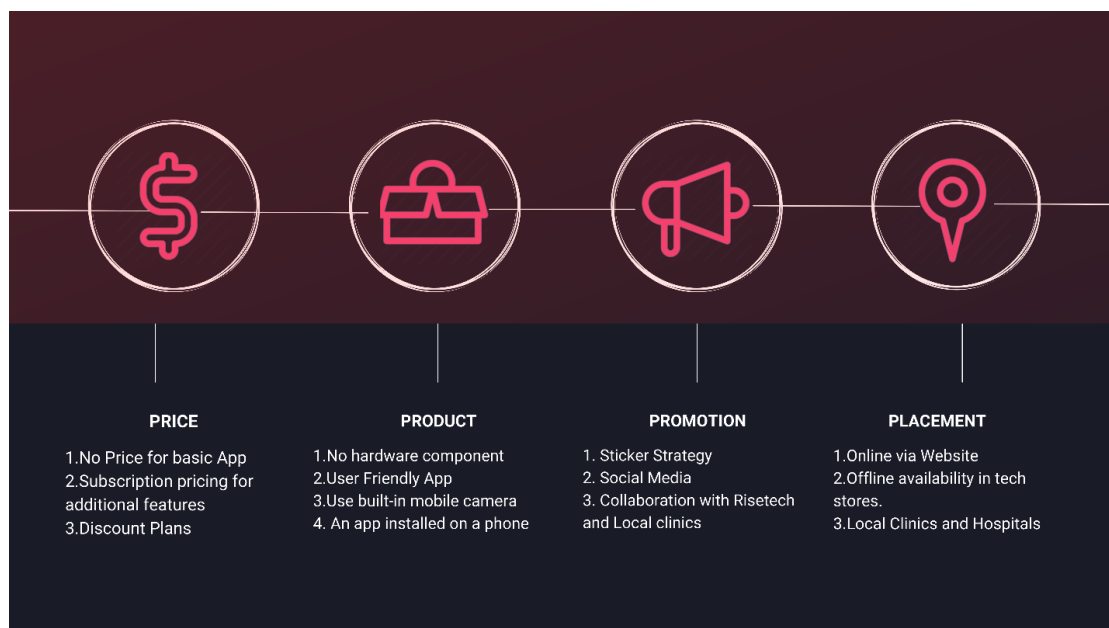 PRICE
1.No Price for basic App
2.Subscription pricing for
additional features
3.Discount Plans
PRODUCT
1.No hardware component
2.User Friendly App
3.Use built-in mobile camera
4. An app installed on a phone
PROMOTION
1. Sticker Strategy
2. Social Media
3. Collaboration with Risetech
and Local clinics
PLACEMENT
1.Online via Website
2.Offline availability in tech
stores.
3.Local Clinics and Hospitals